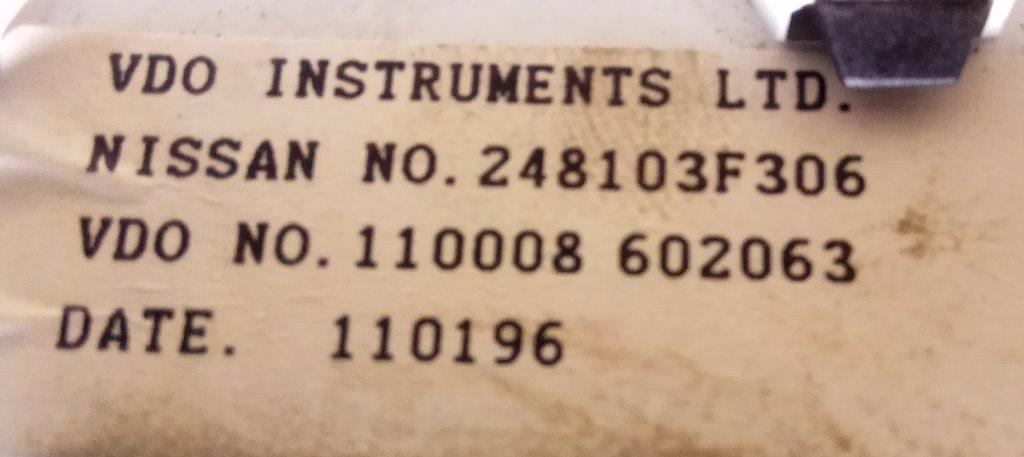 VDO INSTRUMENTS LTD.
NISSAN NO.248103F306
VDO NO.110008 602063
DATE. 110196